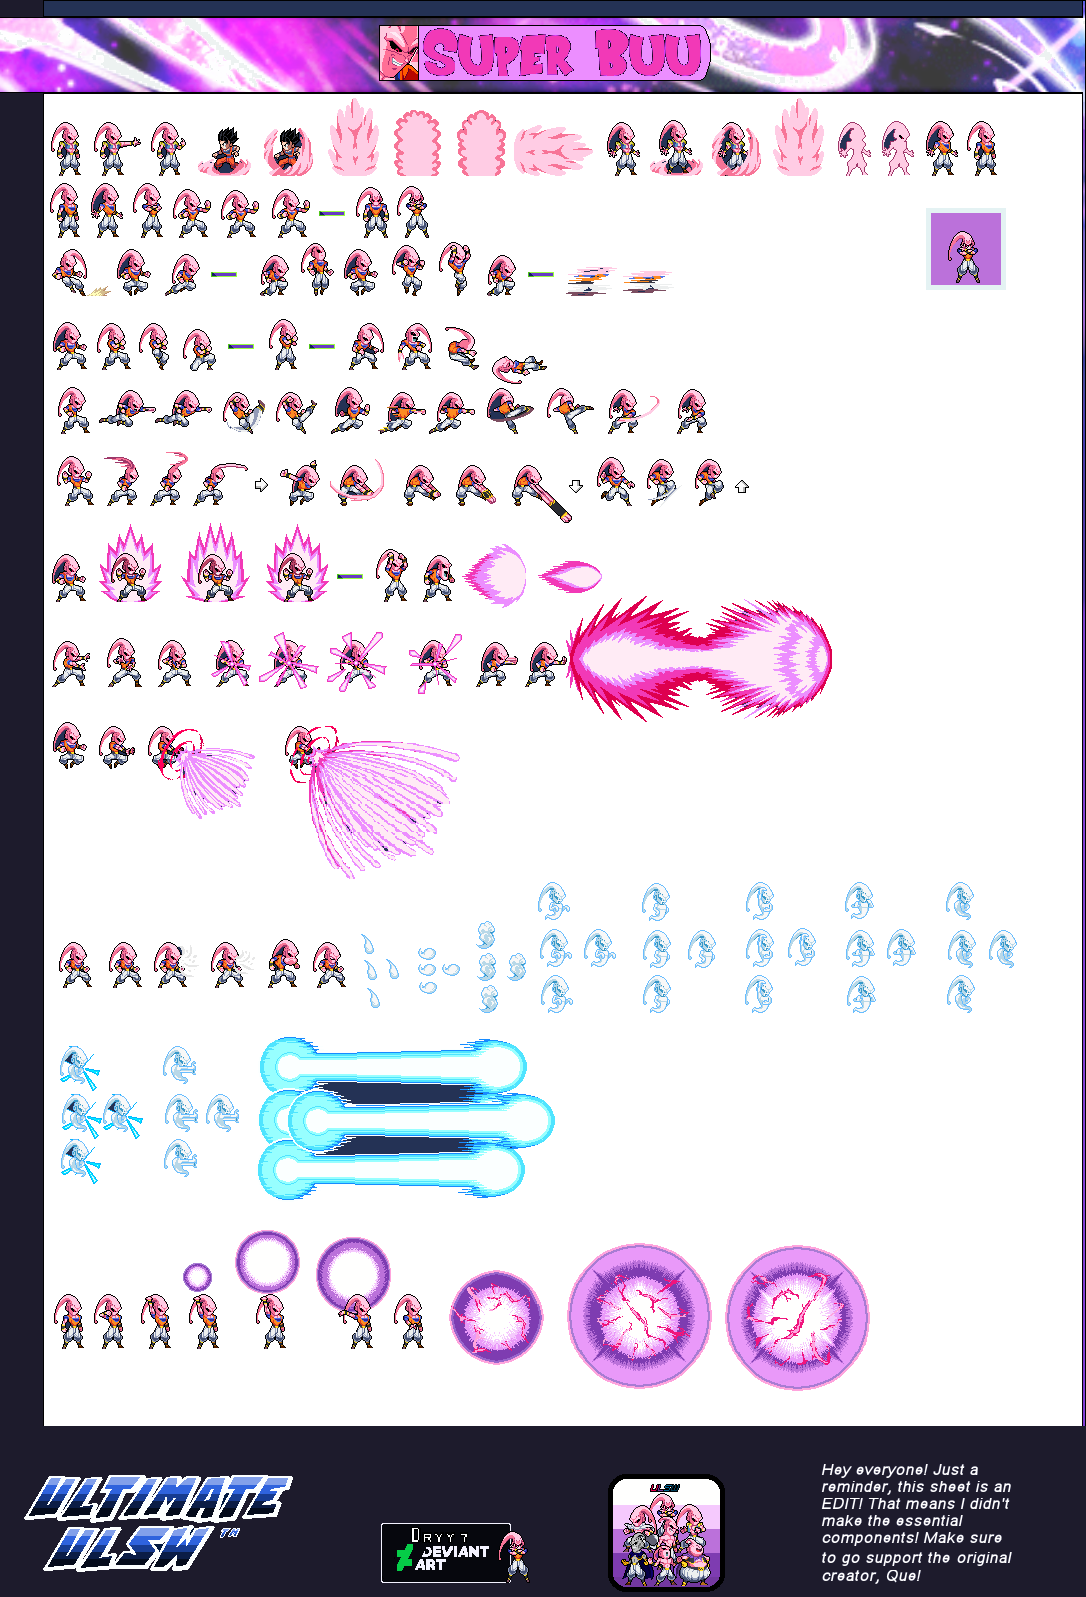 SUPER BUU
ULTIMATE
ULSW™
DRYY7
DEVIANT
ART
ULSW
Hey everyone! Just a
reminder, this sheet is an
EDIT! That means I didn't
make the essential
components! Make sure
to go support the original
creator, Que!